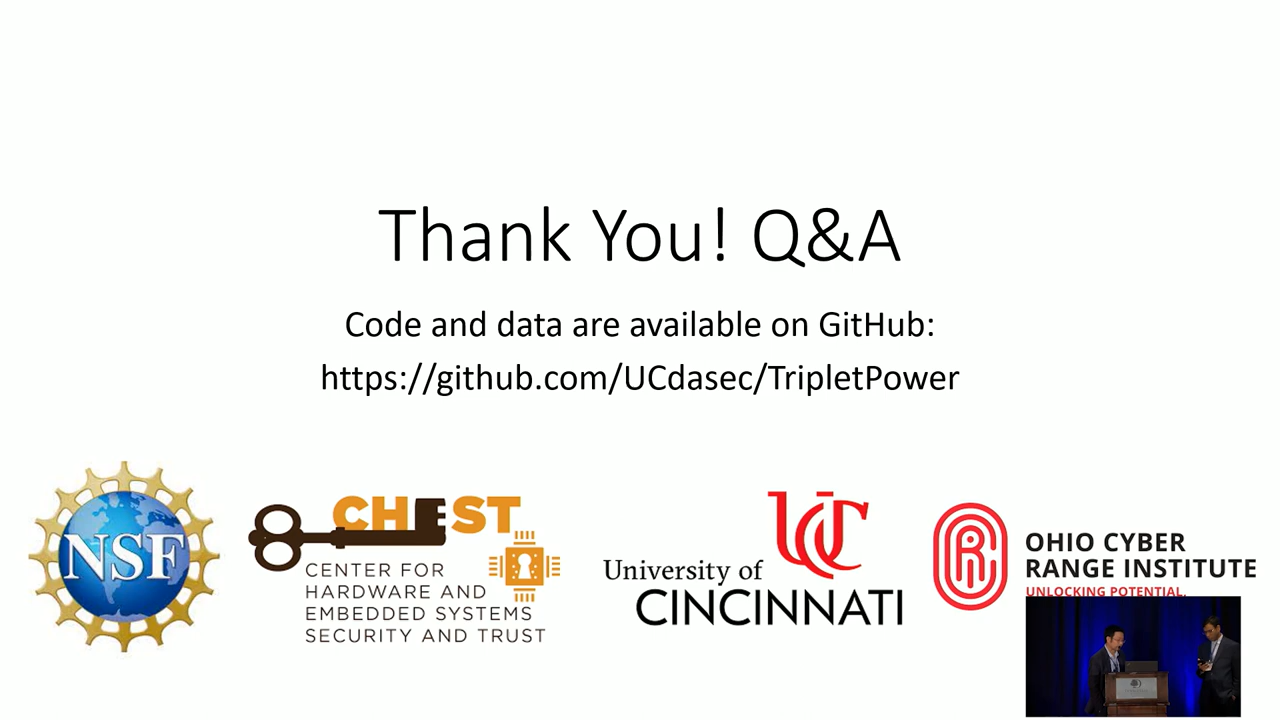 Thank You! Q&A
Code and data are available on GitHub:
https://github.com/UCdasec/TripletPower
NSF
CHEST
CENTER FOR
HARDWARE AND
EMBEDDED SYSTEMS
SECURITY AND TRUST
UC
University of
CINCINNATI
OHIO CYBER
RANGE INSTITUTE
UNLOCKING POTENTIAL.